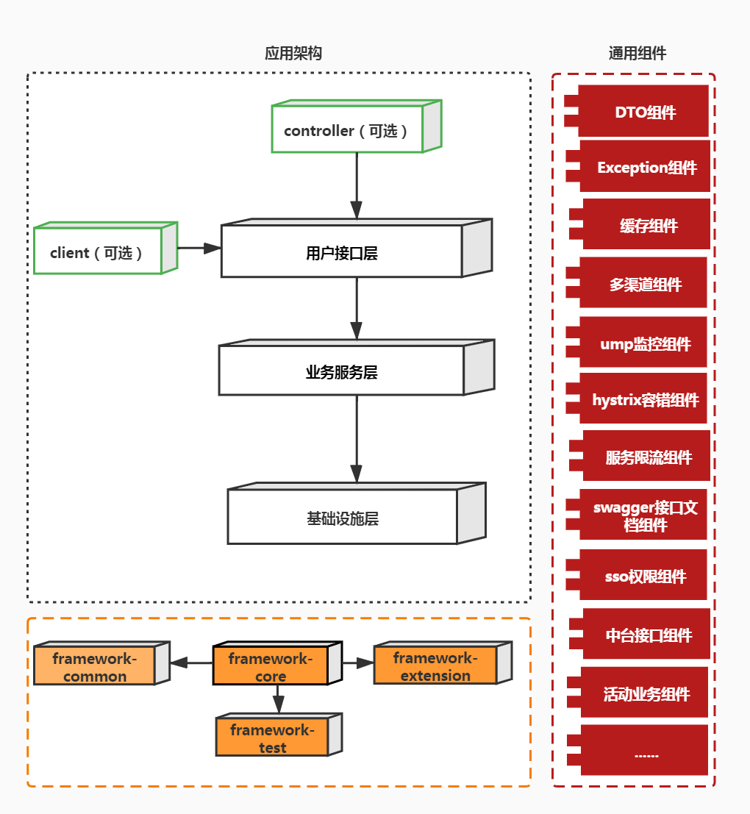 应用架构
通用组件
controller（可选）
client（可选）
用户接口层
业务服务层
基础设施层
framework-
common
framework-
core
framework-
extension
framework-
test
DTO组件
Exception组件
缓存组件
多渠道组件
ump监控组件
hystrix容错组件
服务限流组件
swagger接口文
档组件
sso权限组件
中台接口组件
活动业务组件
......